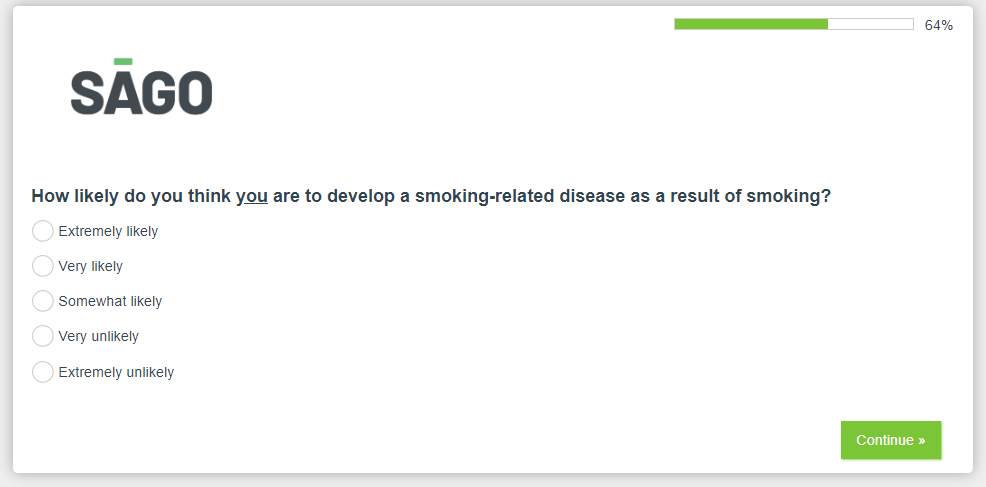 64%
SĀGO
How likely do you think you are to develop a smoking-related disease as a result of smoking?
Extremely likely
Very likely
Somewhat likely
Very unlikely
Extremely unlikely
Continue »